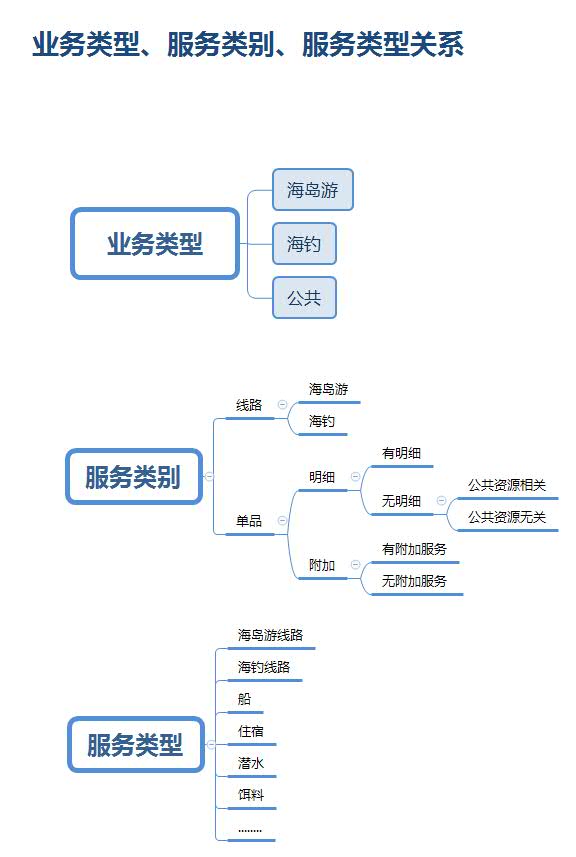 业务类型、服务类别、服务类型关系
业务类型
海岛游
海钓
公共
服务类别
线路
海岛游
海钓
单品
明细
有明细
无明细
公共资源相关
公共资源无关
附加
有附加服务
无附加服务
服务类型
海岛游线路
海钓线路
船
住宿
潜水
饵料
........